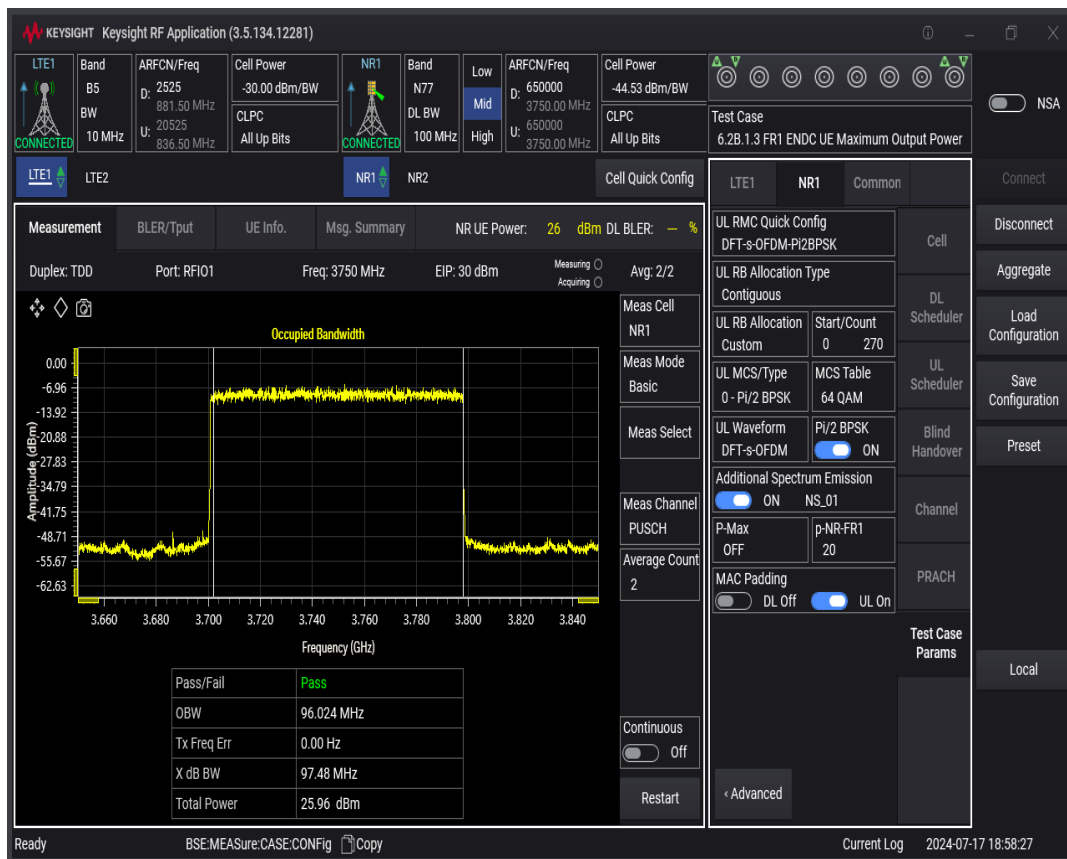 KEYSIGHT Keysight RF Application (3.5.134.12281)
LTE1
CONNECTED
Band
B5
BW
10 MHz
ARFCN/Freq
D: 2525
881.50 MHz
U: 20525
836.50 MHz
Cell Power
-30.00 dBm/BW
CLPC
All Up Bits
NR1
CONNECTED
Band
N77
DL BW
100 MHz
Low
Mid
High
ARFCN/Freq
D: 650000
3750.00 MHz
U: 650000
3750.00 MHz
Cell Power
-44.53 dBm/BW
CLPC
All Up Bits
Test Case
6.2B.1.3 FR1 ENDC UE Maximum Output Power
NSA
LTE1 LTE2 NR1 NR2 Cell Quick Config
Measurement BLER/Tput UE Info. Msg. Summary NR UE Power: 26 dBm DL BLER: — %
Duplex: TDD Port: RFIO1 Freq: 3750 MHz EIP: 30 dBm Measuring Avg: 2/2
Acquiring
Occupied Bandwidth
Amplitude (dBm)
0.00
-6.96
-13.92
-20.88
-27.83
-34.79
-41.75
-48.71
-55.67
-62.63
3.660 3.680 3.700 3.720 3.740 3.760 3.780 3.800 3.820 3.840
Frequency (GHz)
Pass/Fail Pass
OBW 96.024 MHz
Tx Freq Err 0.00 Hz
X dB BW 97.48 MHz
Total Power 25.96 dBm
Meas Cell
NR1
Meas Mode
Basic
Meas Select
Meas Channel
PUSCH
Average Count
2
Continuous
Off
Restart
LTE1 NR1 Common
UL RMC Quick Config
DFT-s-OFDM-Pi2BPSK
UL RB Allocation Type
Contiguous
UL RB Allocation Start/Count
Custom 0 270
UL MCS/Type MCS Table
0 - Pi/2 BPSK 64 QAM
UL Waveform Pi/2 BPSK
DFT-s-OFDM ON
Additional Spectrum Emission
ON NS_01
P-Max p-NR-FR1
OFF 20
MAC Padding
DL Off UL On
‹ Advanced
Cell
DL
Scheduler
UL
Scheduler
Blind
Handover
Channel
PRACH
Test Case
Params
Connect
Disconnect
Aggregate
Load
Configuration
Save
Configuration
Preset
Local
Ready BSE:MEASure:CASE:CONFig Copy Current Log 2024-07-17 18:58:27